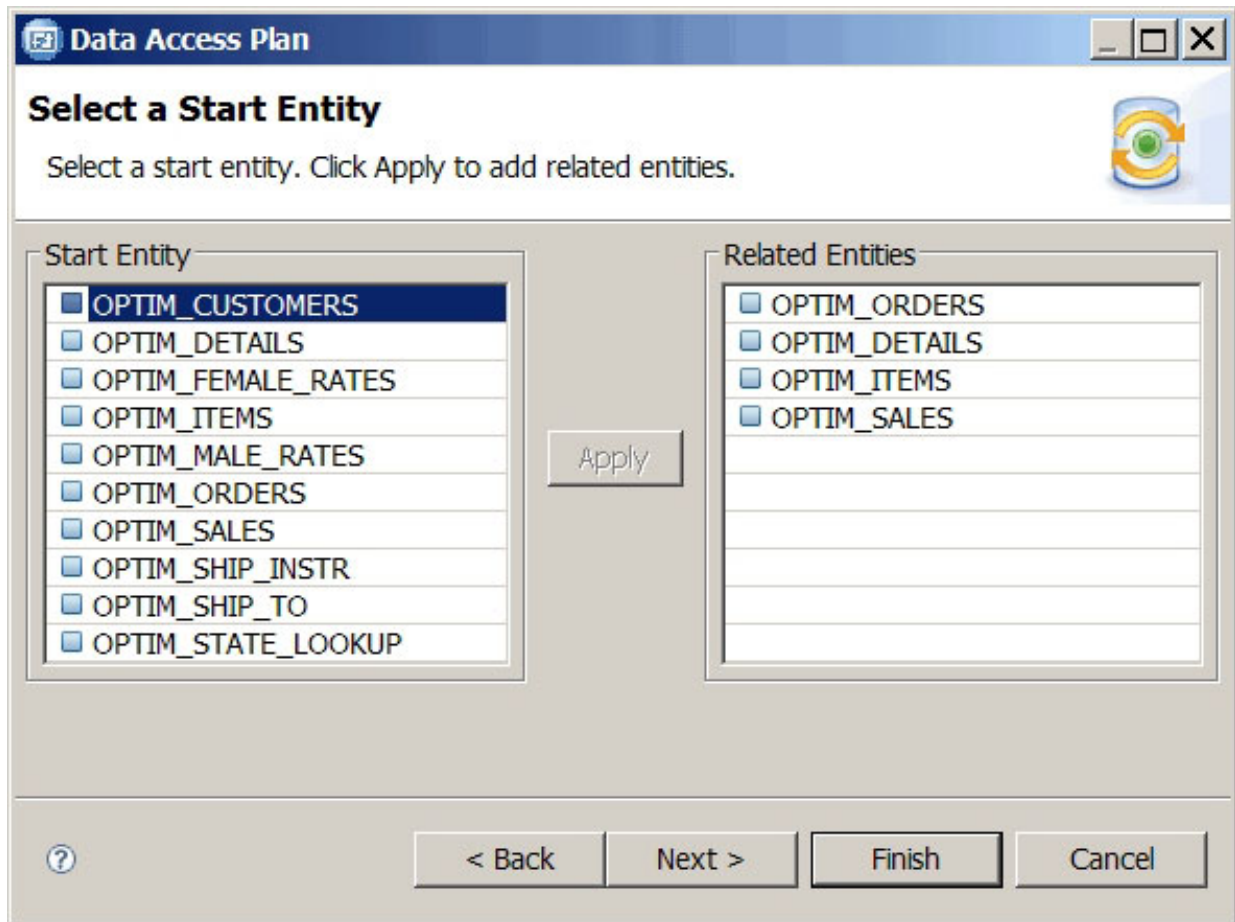 Data Access Plan
Select a Start Entity
Select a start entity. Click Apply to add related entities.
Start Entity
OPTIM_CUSTOMERS
OPTIM_DETAILS
OPTIM_FEMALE_RATES
OPTIM_ITEMS
OPTIM_MALE_RATES
OPTIM_ORDERS
OPTIM_SALES
OPTIM_SHIP_INSTR
OPTIM_SHIP_TO
OPTIM_STATE_LOOKUP
Apply
Related Entities
OPTIM_ORDERS
OPTIM_DETAILS
OPTIM_ITEMS
OPTIM_SALES
? < Back Next > Finish Cancel